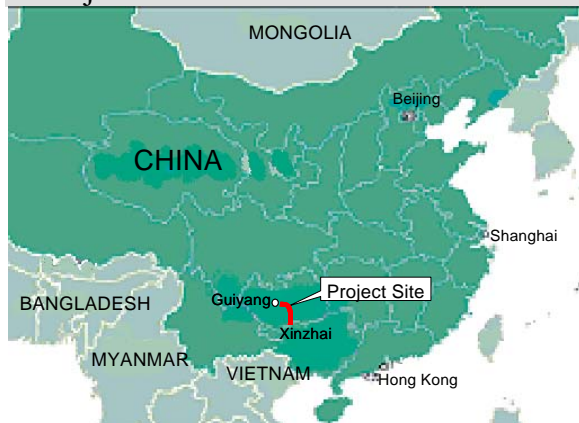 MONGOLIA
Beijing
CHINA
Shanghai
Project Site
Guiyang
BANGLADESH
Xinzhai
MYANMAR
VIETNAM
Hong Kong